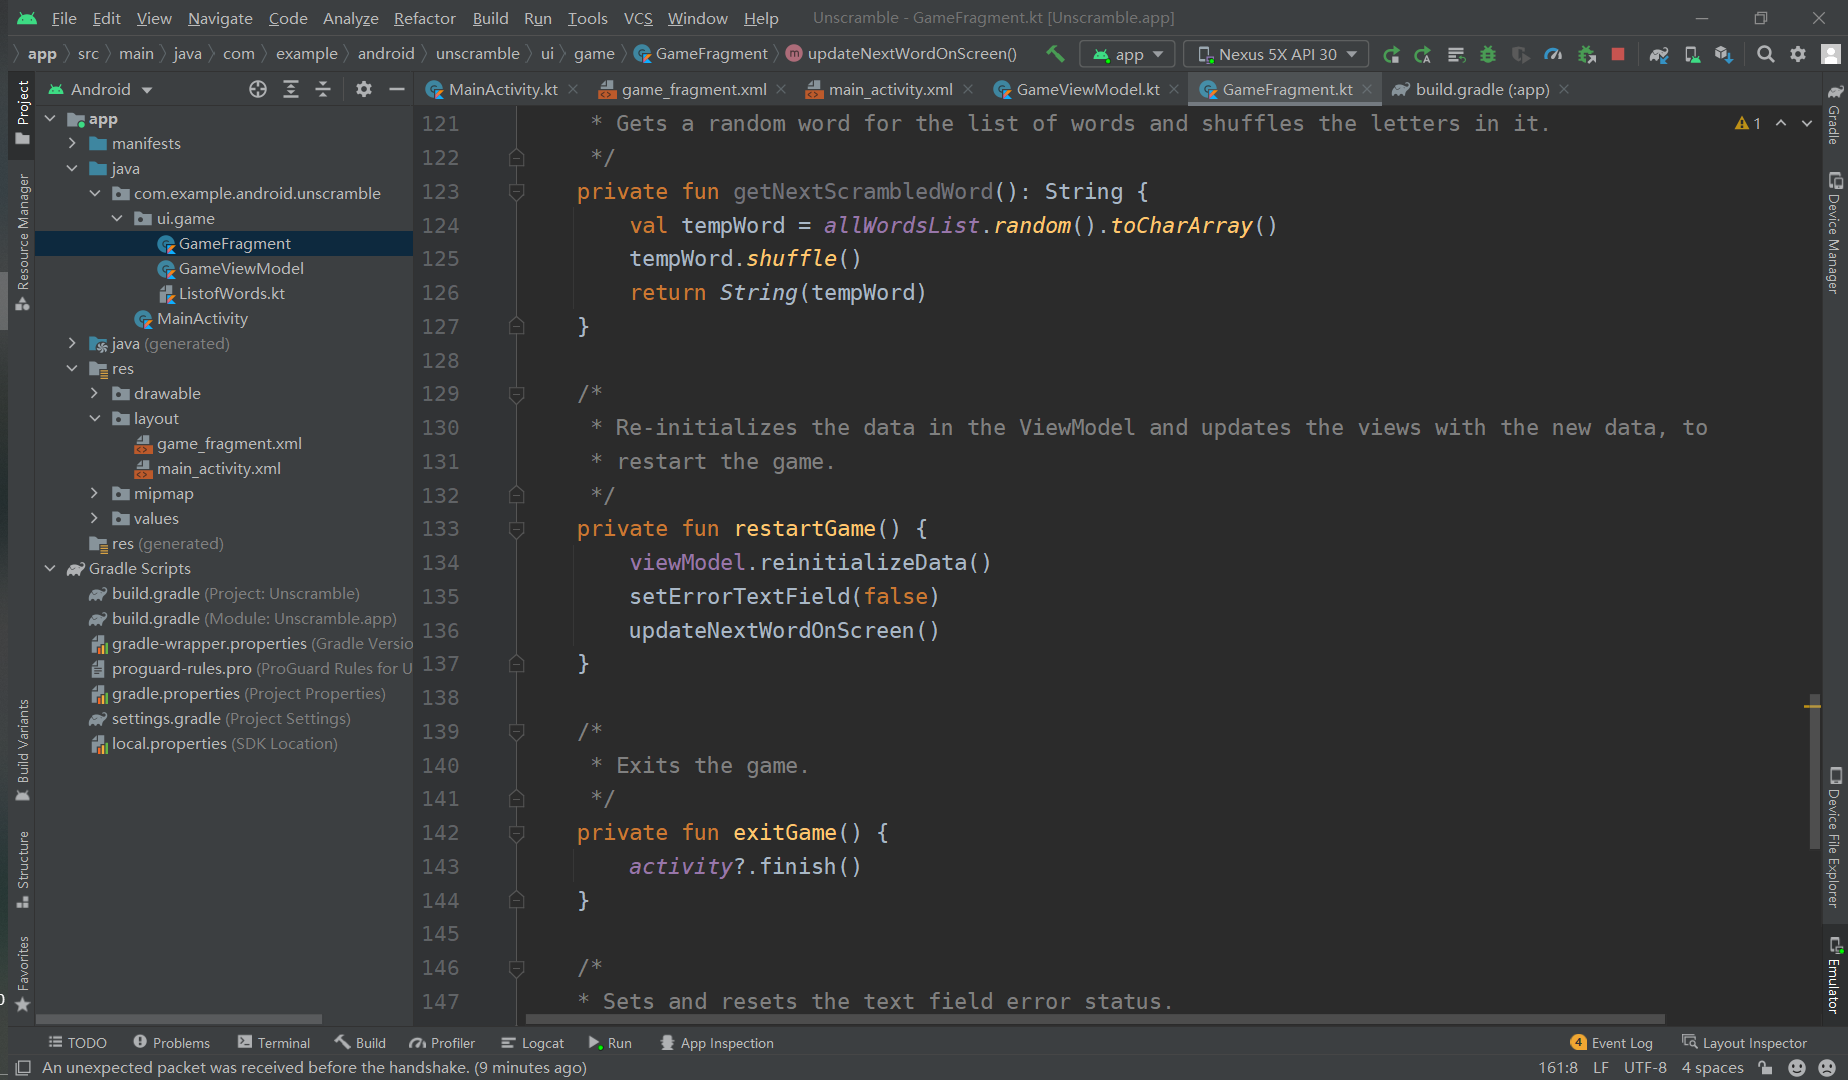 File Edit View Navigate Code Analyze Refactor Build Run Tools VCS Window Help Unscramble - GameFragment.kt [Unscramble.app]
app src main java com example android unscramble ui game GameFragment m updateNextWordOnScreen() app Nexus 5X API 30
Android MainActivity.kt game_fragment.xml main_activity.xml GameViewModel.kt GameFragment.kt build.gradle (:app)
Project
Resource Manager
Build Variants
Structure
Favorites
app
manifests
java
com.example.android.unscramble
ui.game
GameFragment
GameViewModel
ListofWords.kt
MainActivity
java (generated)
res
drawable
layout
game_fragment.xml
main_activity.xml
mipmap
values
res (generated)
Gradle Scripts
build.gradle (Project: Unscramble)
build.gradle (Module: Unscramble.app)
gradle-wrapper.properties (Gradle Versio
proguard-rules.pro (ProGuard Rules for U
gradle.properties (Project Properties)
settings.gradle (Project Settings)
local.properties (SDK Location)
121 * Gets a random word for the list of words and shuffles the letters in it. 1
122 */
123 private fun getNextScrambledWord(): String {
124 val tempWord = allWordsList.random().toCharArray()
125 tempWord.shuffle()
126 return String(tempWord)
127 }
128
129 /*
130 * Re-initializes the data in the ViewModel and updates the views with the new data, to
131 * restart the game.
132 */
133 private fun restartGame() {
134 viewModel.reinitializeData()
135 setErrorTextField(false)
136 updateNextWordOnScreen()
137 }
138
139 /*
140 * Exits the game.
141 */
142 private fun exitGame() {
143 activity?.finish()
144 }
145
146 /*
147 * Sets and resets the text field error status.
Gradle
Device Manager
Device File Explorer
Emulator
TODO Problems Terminal Build Profiler Logcat Run App Inspection 4 Event Log Layout Inspector
An unexpected packet was received before the handshake. (9 minutes ago) 161:8 LF UTF-8 4 spaces